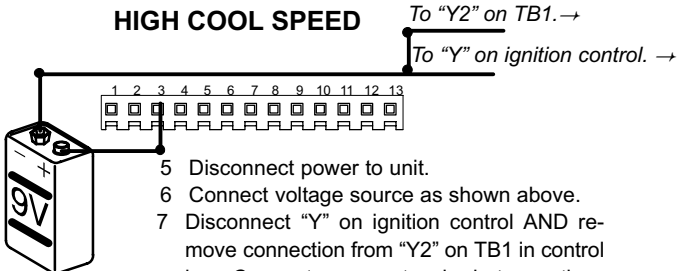 HIGH COOL SPEED
To “Y2” on TB1.→
To “Y” on ignition control. →
1 2 3 4 5 6 7 8 9 10 11 12 13
- +
9V
5 Disconnect power to unit.
6 Connect voltage source as shown above.
7 Disconnect “Y” on ignition control AND re-
move connection from “Y2” on TB1 in control